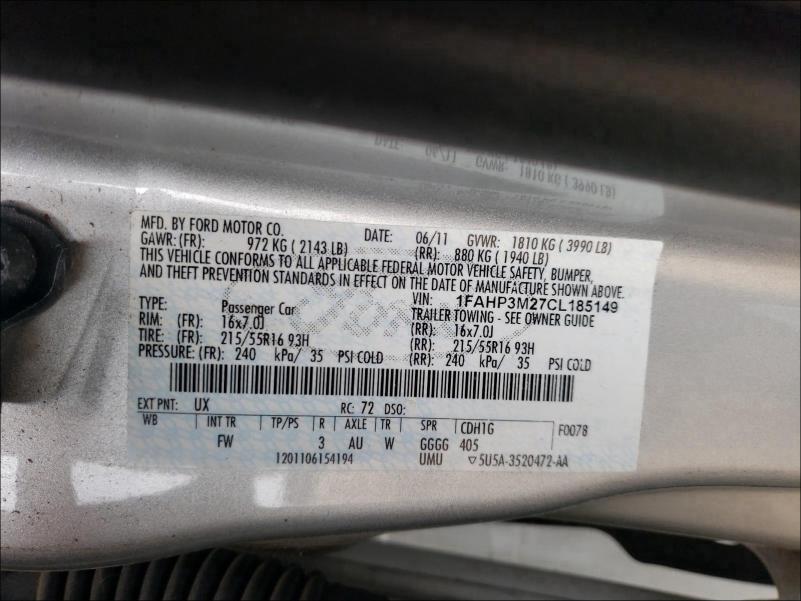 MFD. BY FORD MOTOR CO. DATE: 06/11 GVWR: 1810 KG ( 3990 LB)
GAWR: (FR): 972 KG ( 2143 LB) (RR): 880 KG ( 1940 LB)
THIS VEHICLE CONFORMS TO ALL APPLICABLE FEDERAL MOTOR VEHICLE SAFETY, BUMPER,
AND THEFT PREVENTION STANDARDS IN EFFECT ON THE DATE OF MANUFACTURE SHOWN ABOVE.
VIN: 1FAHP3M27CL185149
TYPE: Passenger Car TRAILER TOWING - SEE OWNER GUIDE
RIM: (FR): 16x7.0J (RR): 16x7.0J
TIRE: (FR): 215/55R16 93H (RR): 215/55R16 93H
PRESSURE: (FR): 240 kPa/ 35 PSI COLD (RR): 240 kPa/ 35 PSI COLD
EXT PNT: UX RC: 72 DSO:
WB INT TR TP/PS R AXLE TR SPR CDH1G F0078
FW 3 AU W GGGG 405
1201106154194 UMU ▽5U5A-3520472-AA